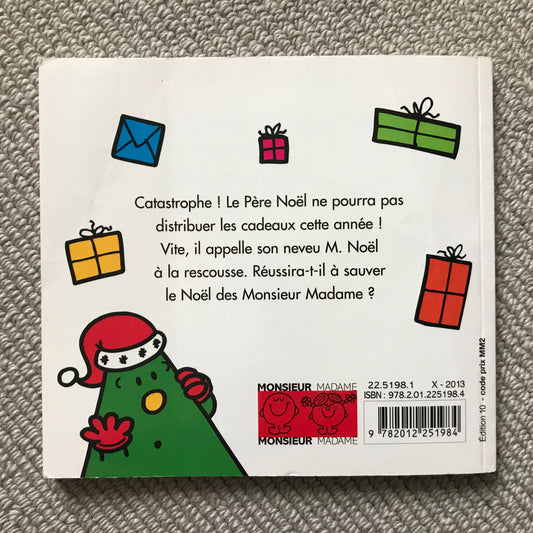 Catastrophe ! Le Père Noël ne pourra pas
distribuer les cadeaux cette année !
Vite, il appelle son neveu M. Noël
à la rescousse. Réussira-t-il à sauver
le Noël des Monsieur Madame ?
MONSIEUR MADAME
MONSIEUR MADAME
22.5198.1 X - 2013
ISBN : 978.2.01.225198.4
9 782012 251984
Édition 10 - code prix MM2